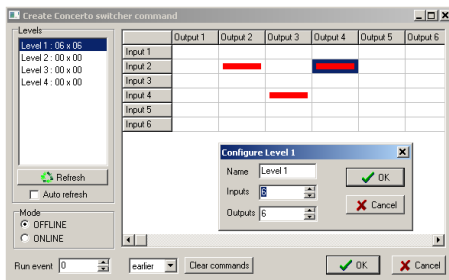 Create Concerto switcher command
Levels
Level 1 : 06 x 06
Level 2 : 00 x 00
Level 3 : 00 x 00
Level 4 : 00 x 00
Refresh
Auto refresh
Mode
OFFLINE
ONLINE
Output 1 Output 2 Output 3 Output 4 Output 5 Output 6
Input 1
Input 2
Input 3
Input 4
Input 5
Input 6
Configure Level 1
Name Level 1
Inputs 6
Outputs 6
OK
Cancel
Run event 0 earlier Clear commands OK Cancel